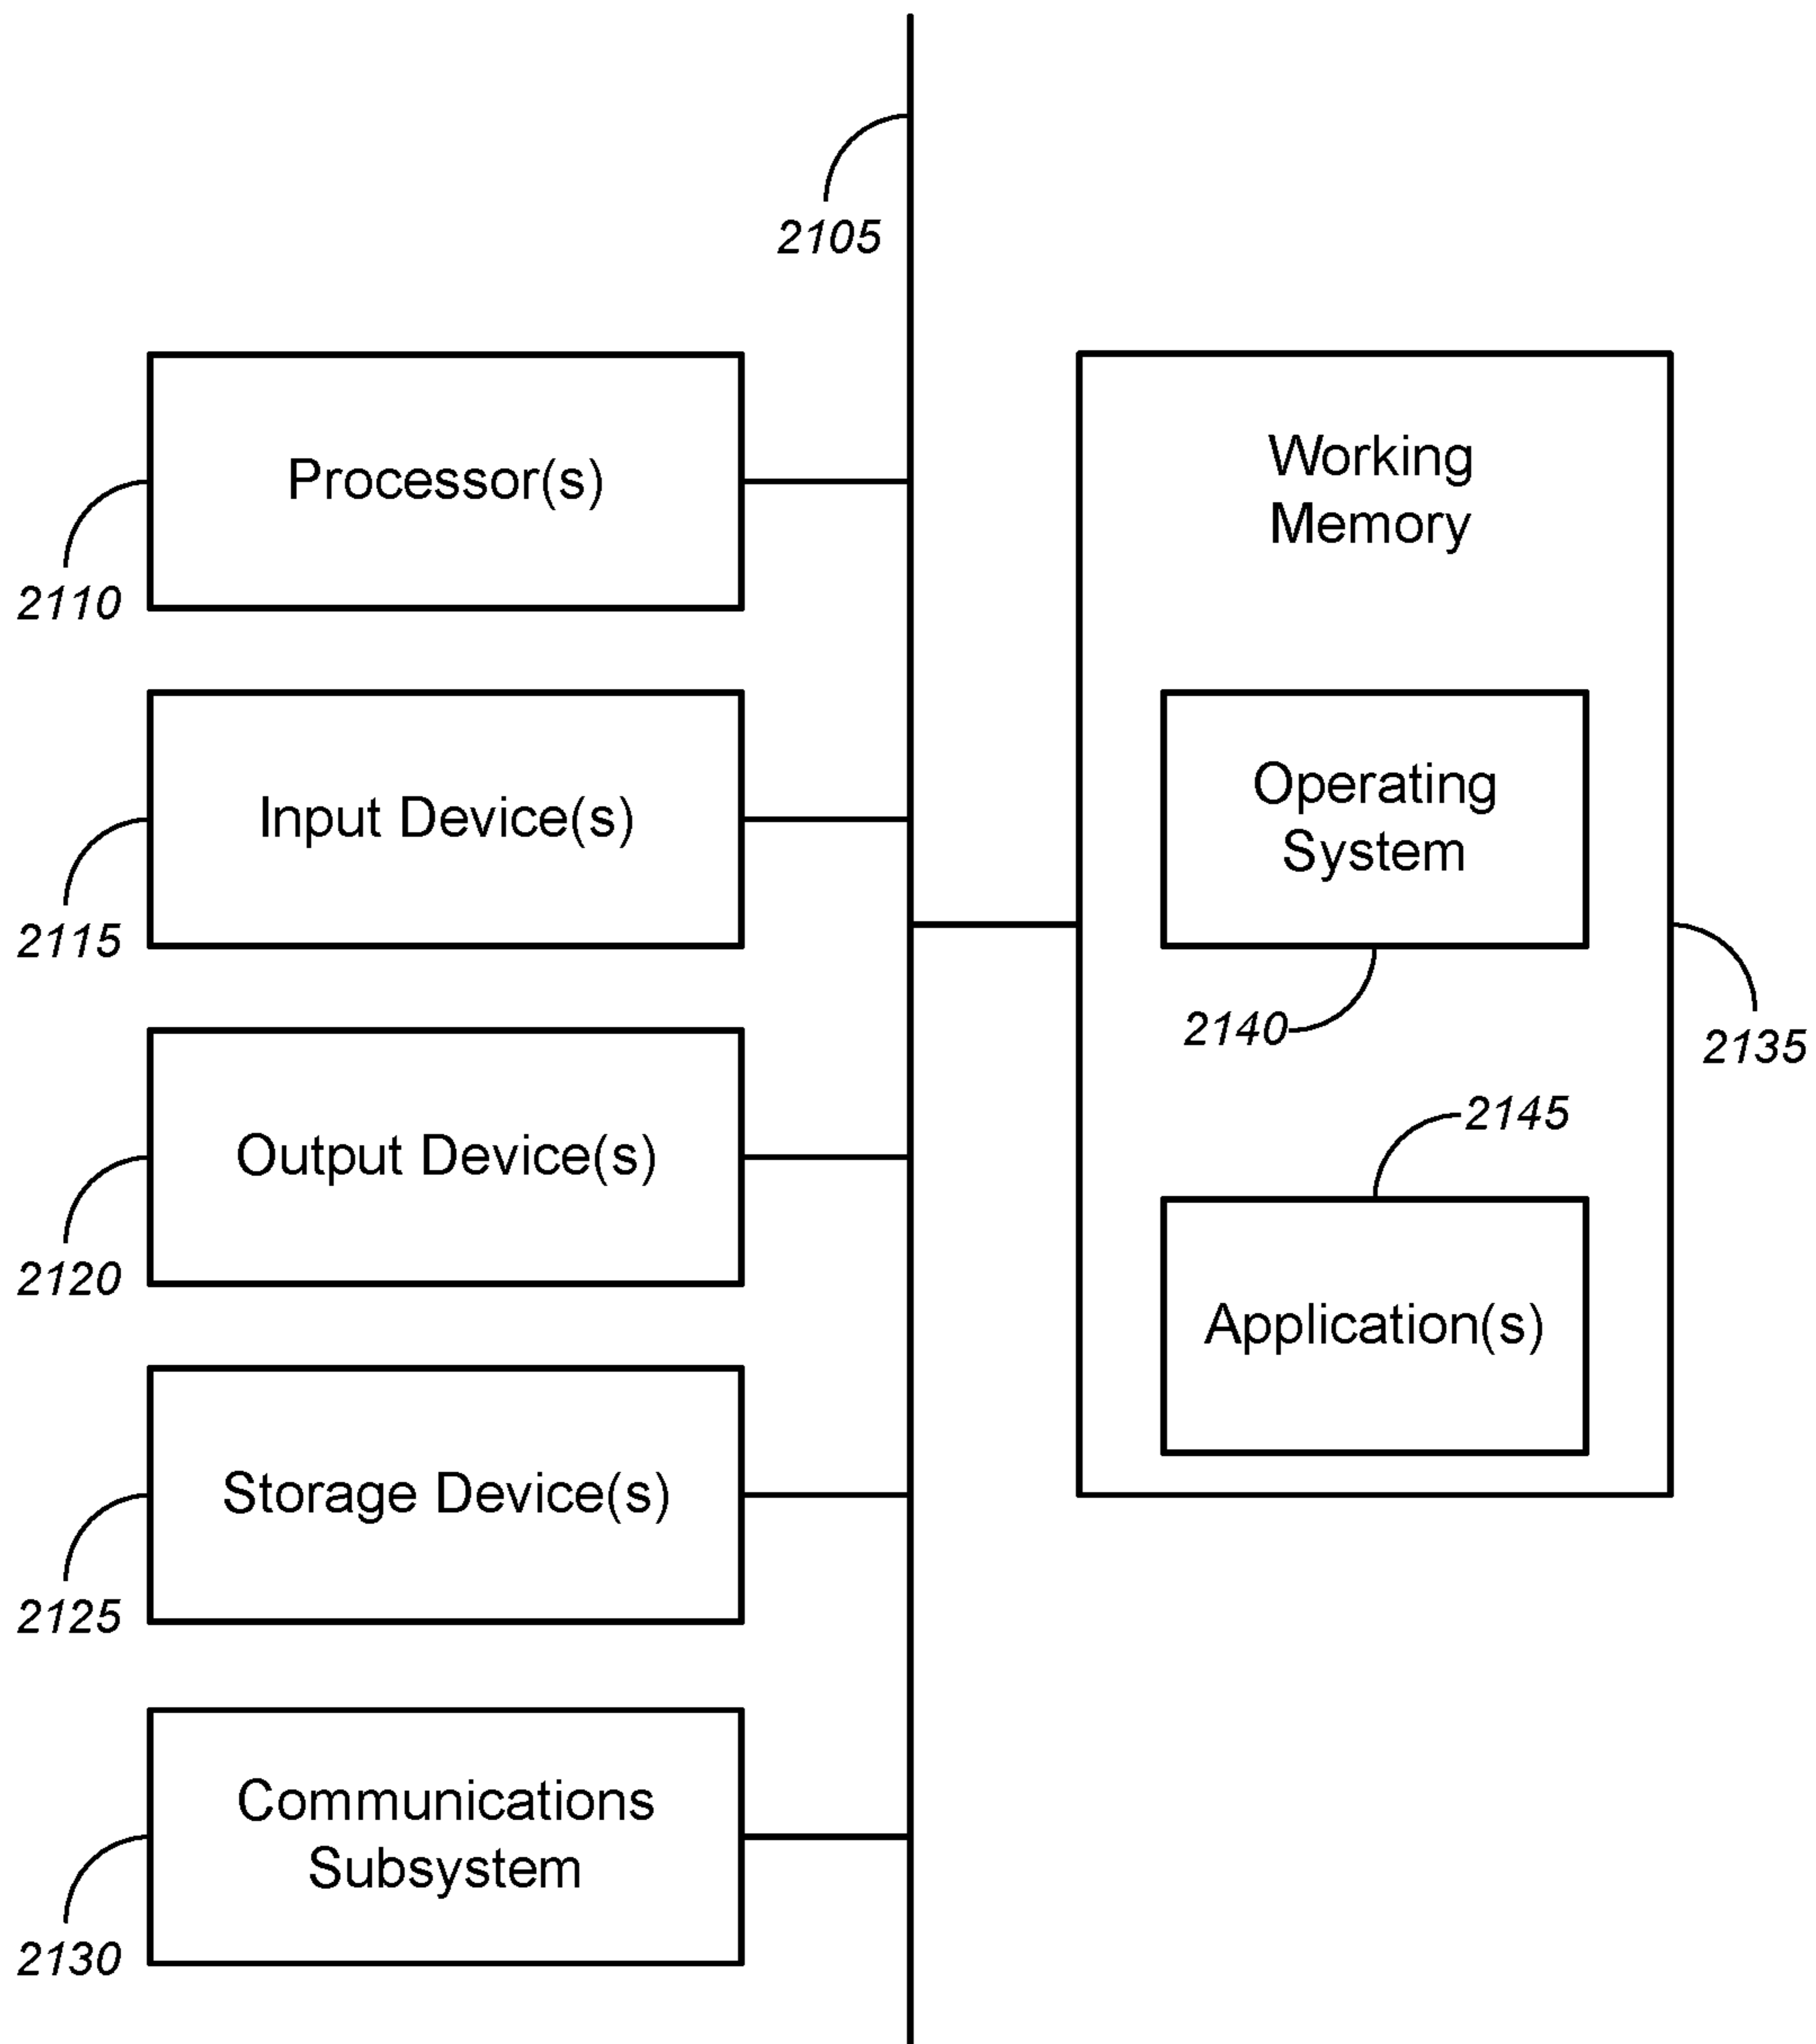 2105
Processor(s)
2110
Input Device(s)
2115
Output Device(s)
2120
Storage Device(s)
2125
Communications
Subsystem
2130
Working
Memory
Operating
System
2140
2135
2145
Application(s)